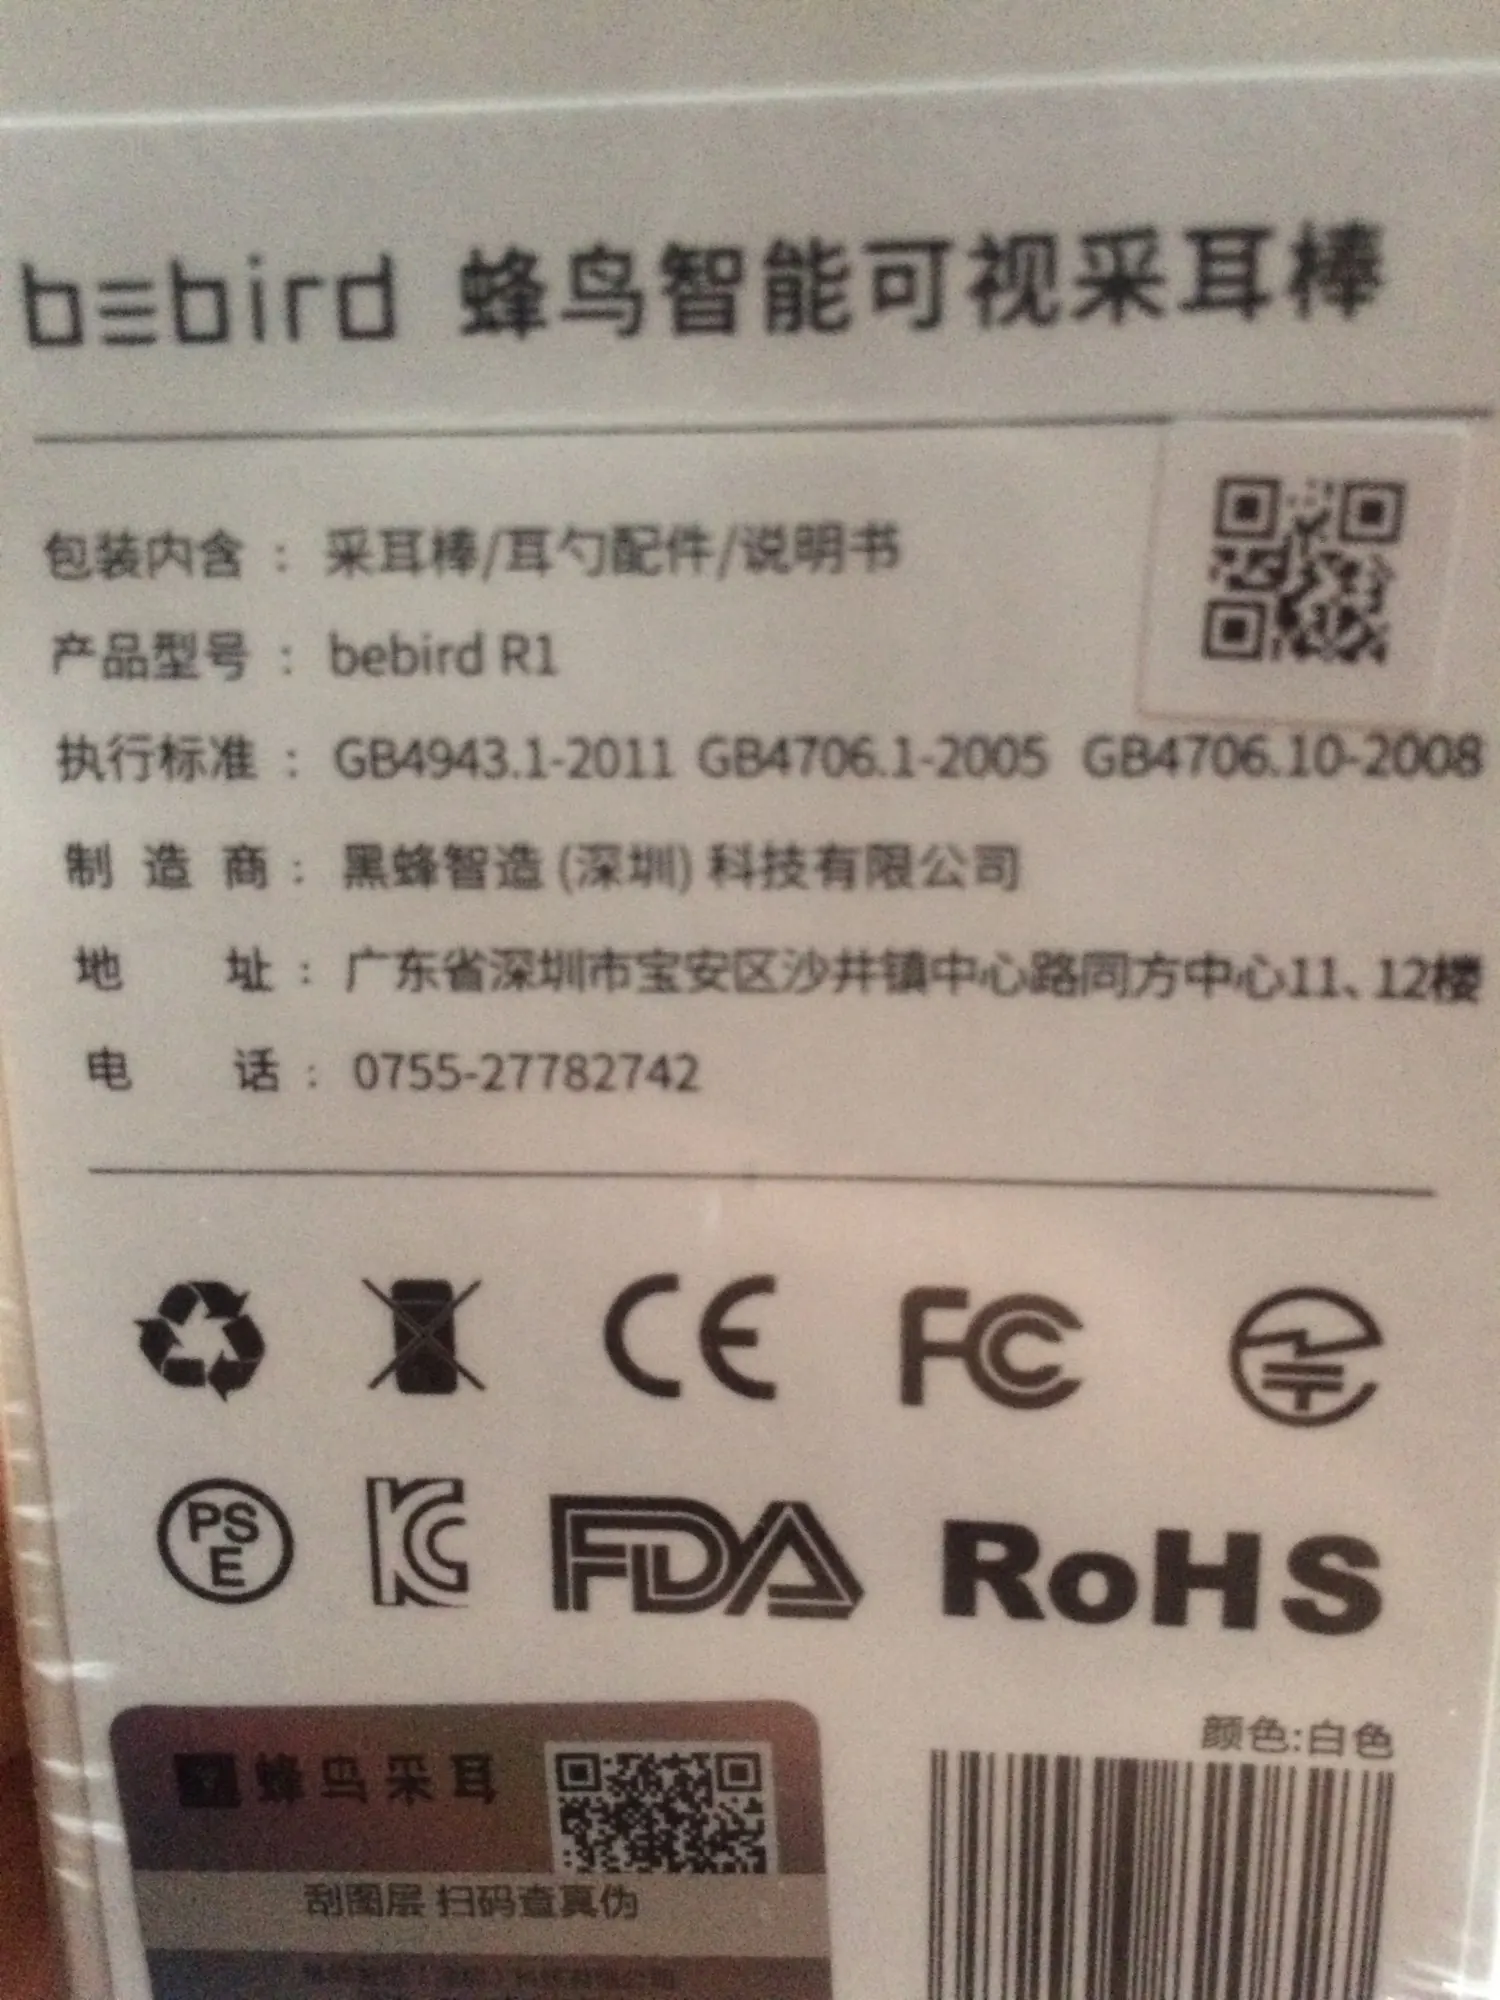 bebird 蜂鸟智能可视采耳棒
包装内含 : 采耳棒/耳勺配件/说明书
产品型号 : bebird R1
执行标准 : GB4943.1-2011 GB4706.1-2005 GB4706.10-2008
制造商 : 黑蜂智造 (深圳) 科技有限公司
地址 : 广东省深圳市宝安区沙井镇中心路同方中心11、12楼
电话 : 0755-27782742
CE FC
PS E KC FDA RoHS
颜色:白色
蜂鸟采耳
刮图层 扫码查真伪